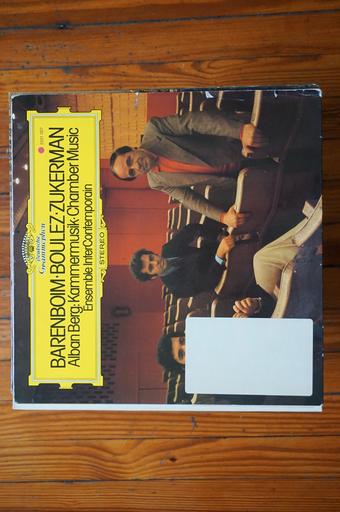 Deutsche
Grammophon
BARENBOIM·BOULEZ·ZUKERMAN
Alban Berg: Kammermusik·Chamber Music
Ensemble InterContemporain
STEREO